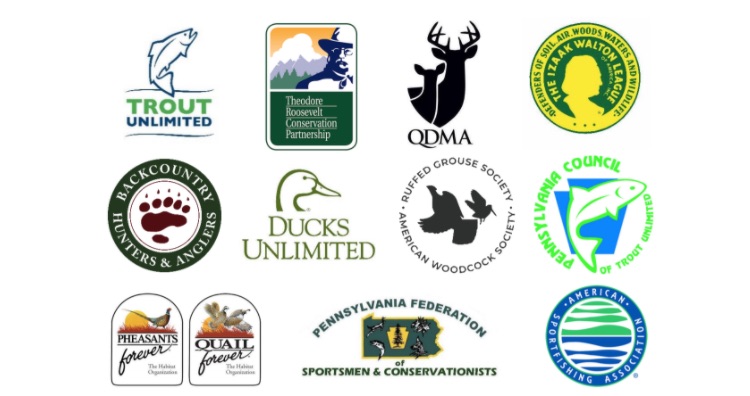 TROUT
UNLIMITED
Theodore
Roosevelt
Conservation
Partnership
QDMA
DEFENDERS OF SOIL, AIR, WOODS, WATERS AND WILDLIFE
THE IZAAK WALTON LEAGUE
OF AMERICA
BACKCOUNTRY
HUNTERS & ANGLERS
DUCKS
UNLIMITED
• RUFFED GROUSE SOCIETY •
AMERICAN WOODCOCK SOCIETY
PENNSYLVANIA COUNCIL
OF TROUT UNLIMITED
PHEASANTS
forever
The Habitat
Organization
QUAIL
forever
The Habitat
Organization
PENNSYLVANIA FEDERATION
of
SPORTSMEN & CONSERVATIONISTS
• AMERICAN •
SPORTFISHING ASSOCIATION
®